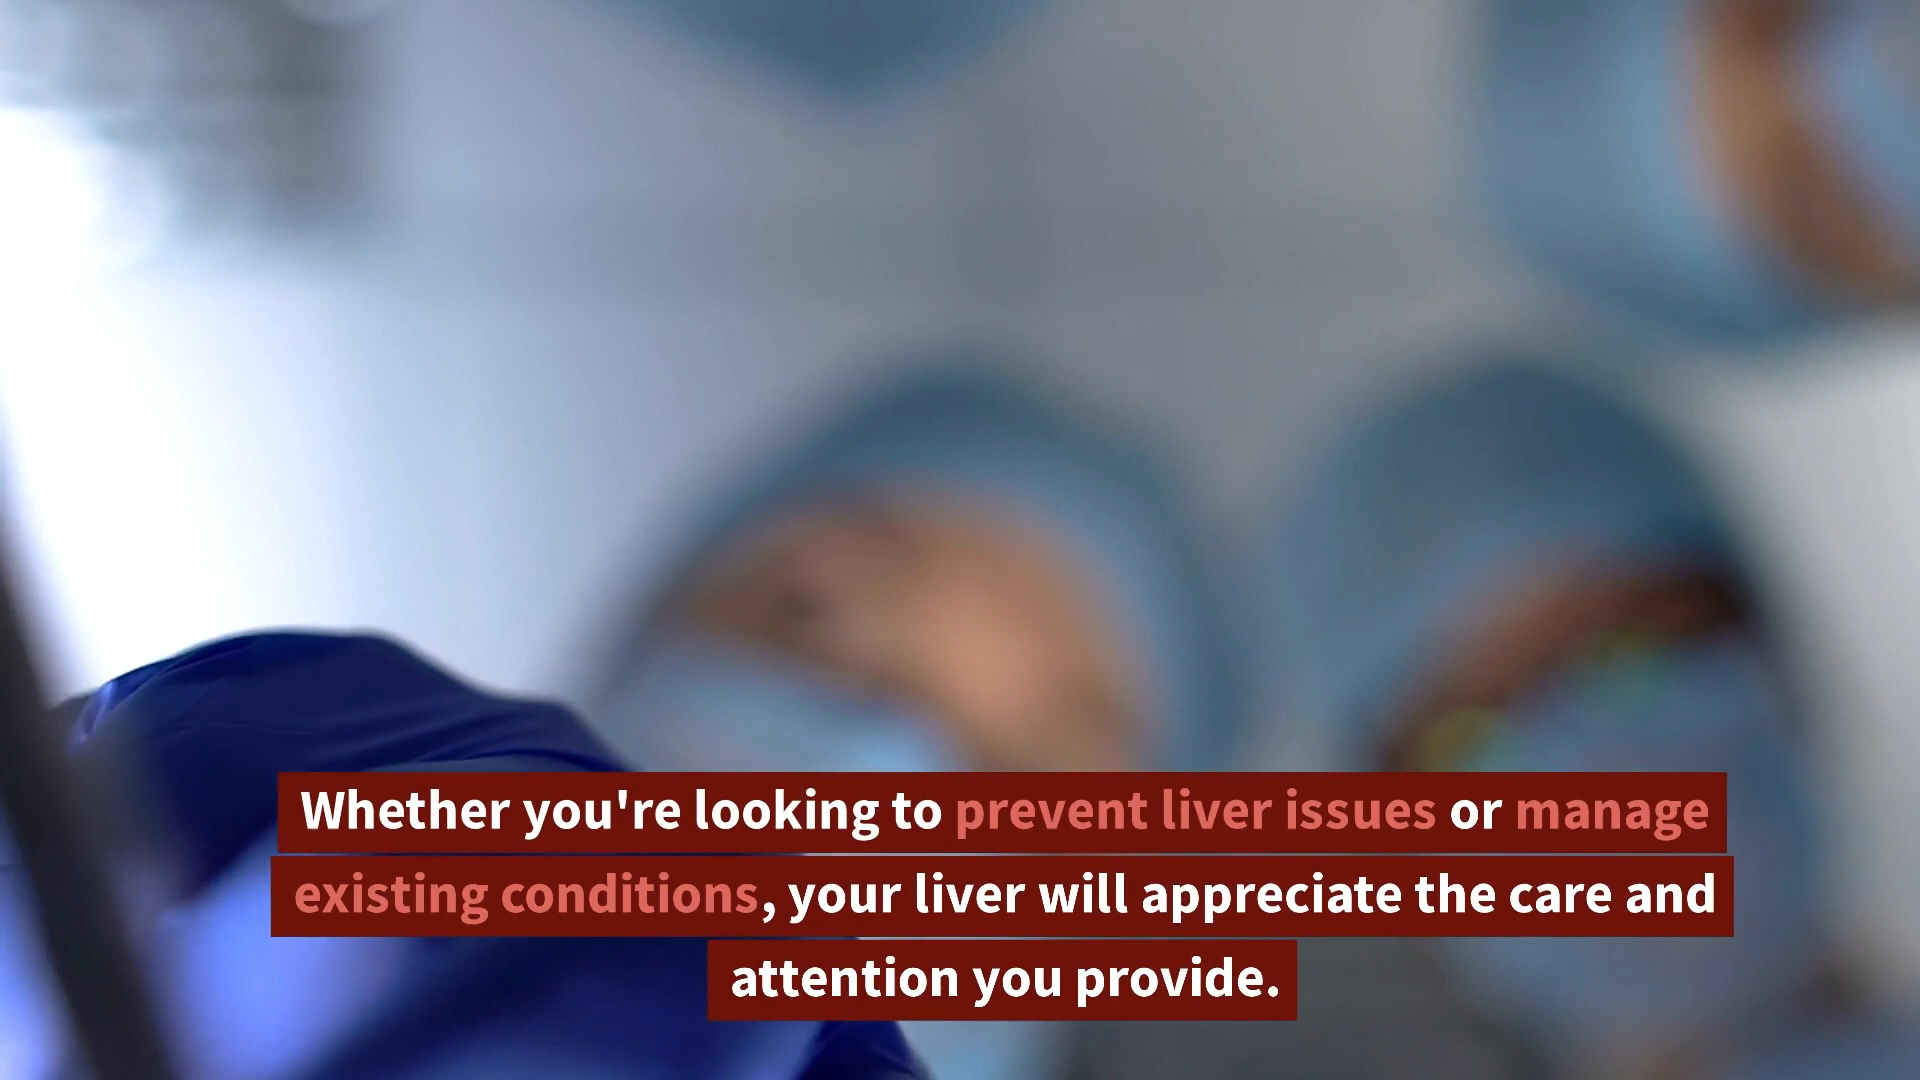 Whether you're looking to prevent liver issues or manage
existing conditions, your liver will appreciate the care and
attention you provide.